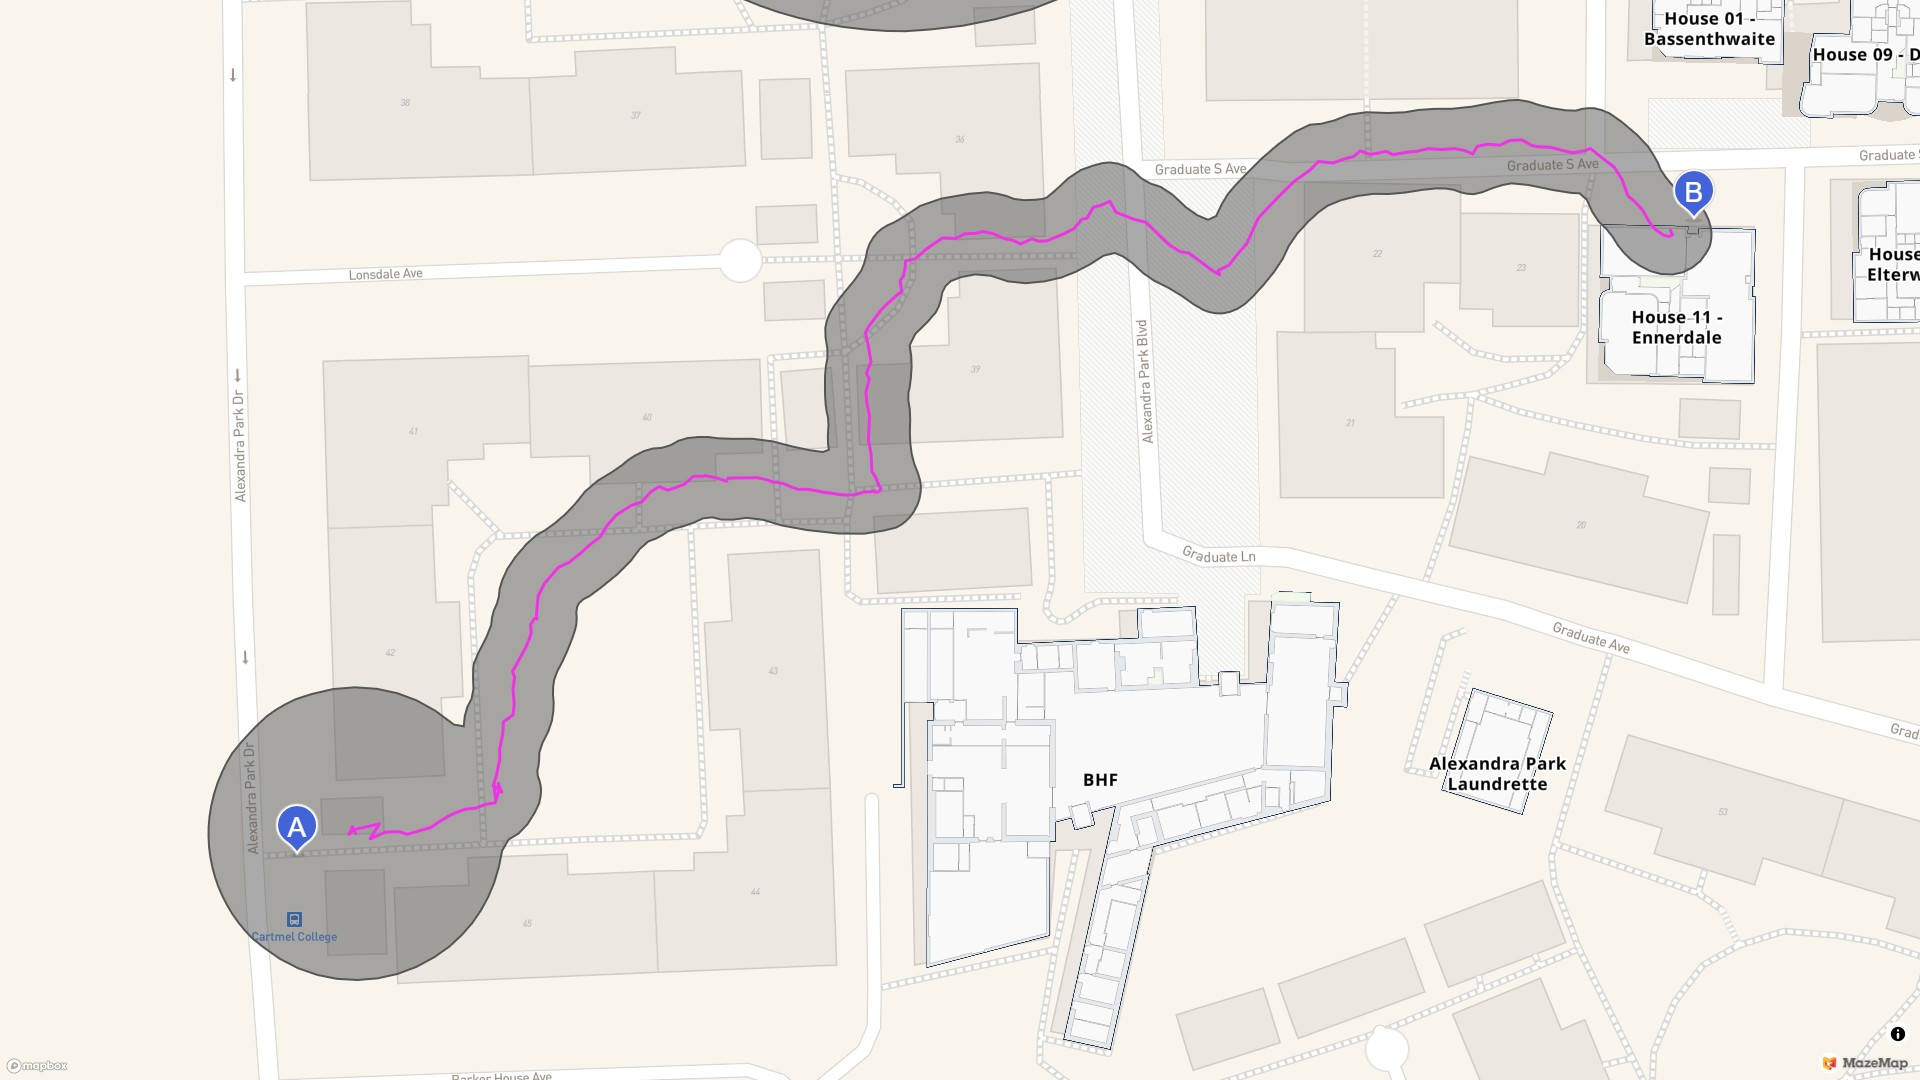 House 01 -
Bassenthwaite
House 09 - D
38
37
36
Graduate S Ave
Graduate S Ave
Graduate S
B
22
23
House
Elterw
Lonsdale Ave
House 11 -
Ennerdale
Alexandra Park Dr
Alexandra Park Blvd
39
40
41
21
20
Graduate Ln
Graduate Ave
42
43
Grad
Alexandra Park Dr
BHF
Alexandra Park
Laundrette
53
A
45
44
Cartmel College
Barker House Ave
mapbox
i
MazeMap